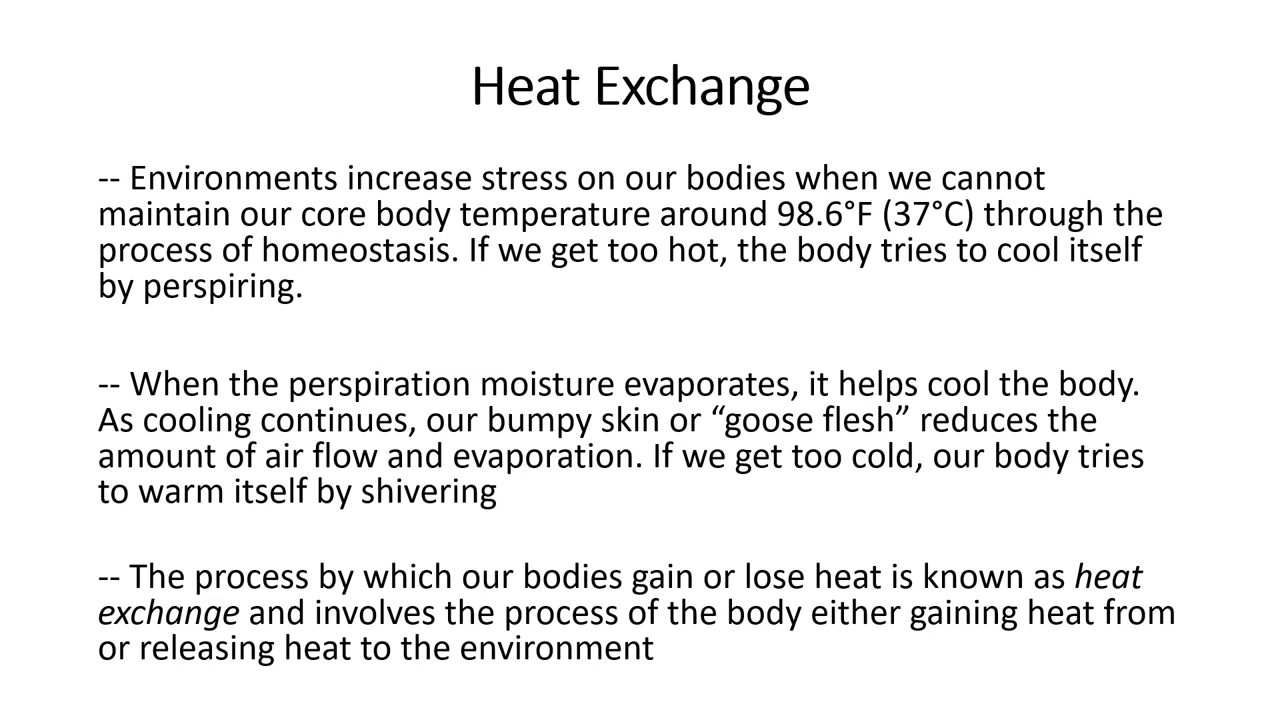 Heat Exchange
-- Environments increase stress on our bodies when we cannot
maintain our core body temperature around 98.6°F (37°C) through the
process of homeostasis. If we get too hot, the body tries to cool itself
by perspiring.
-- When the perspiration moisture evaporates, it helps cool the body.
As cooling continues, our bumpy skin or “goose flesh” reduces the
amount of air flow and evaporation. If we get too cold, our body tries
to warm itself by shivering
-- The process by which our bodies gain or lose heat is known as heat
exchange and involves the process of the body either gaining heat from
or releasing heat to the environment